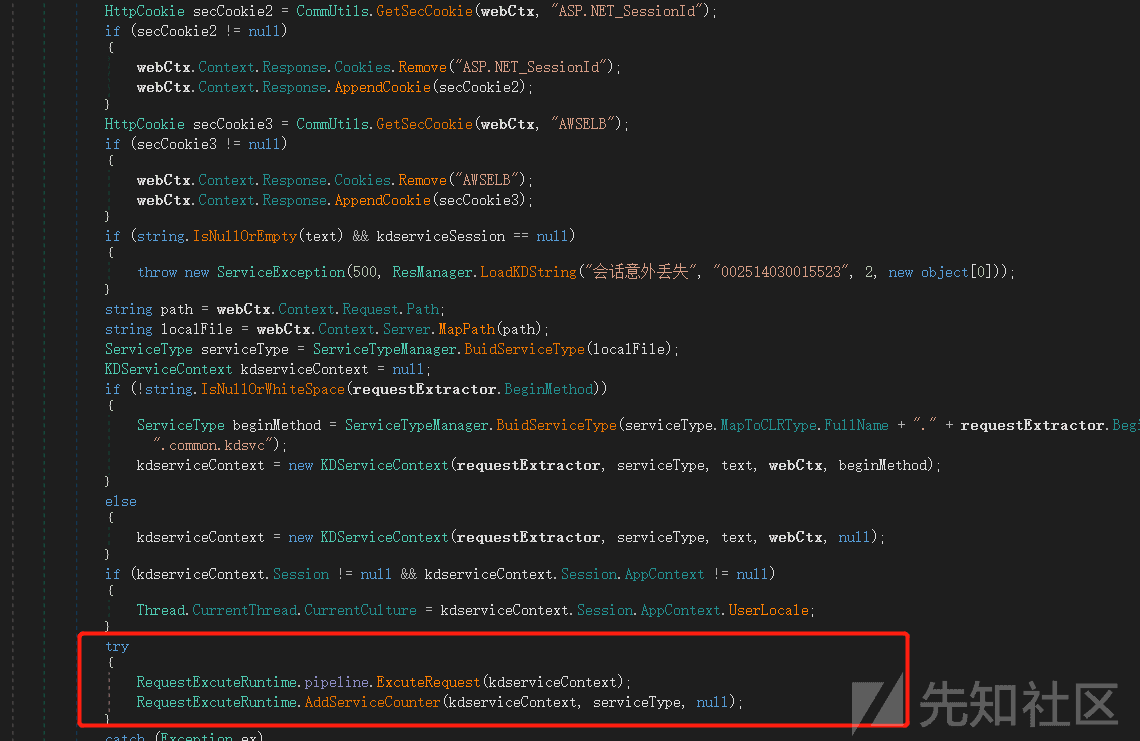 HttpCookie secCookie2 = CommUtils.GetSecCookie(webCtx, "ASP.NET_SessionId");
if (secCookie2 != null)
{
webCtx.Context.Response.Cookies.Remove("ASP.NET_SessionId");
webCtx.Context.Response.AppendCookie(secCookie2);
}
HttpCookie secCookie3 = CommUtils.GetSecCookie(webCtx, "AWSELB");
if (secCookie3 != null)
{
webCtx.Context.Response.Cookies.Remove("AWSELB");
webCtx.Context.Response.AppendCookie(secCookie3);
}
if (string.IsNullOrEmpty(text) && kdserviceSession == null)
{
throw new ServiceException(500, ResManager.LoadKDString("会话意外丢失", "002514030015523", 2, new object[0]));
}
string path = webCtx.Context.Request.Path;
string localFile = webCtx.Context.Server.MapPath(path);
ServiceType serviceType = ServiceTypeManager.BuidServiceType(localFile);
KDServiceContext kdserviceContext = null;
if (!string.IsNullOrWhiteSpace(requestExtractor.BeginMethod))
{
ServiceType beginMethod = ServiceTypeManager.BuidServiceType(serviceType.MapToCLRType.FullName + "." + requestExtractor.Begi
".common.kdsvc");
kdserviceContext = new KDServiceContext(requestExtractor, serviceType, text, webCtx, beginMethod);
}
else
{
kdserviceContext = new KDServiceContext(requestExtractor, serviceType, text, webCtx, null);
}
if (kdserviceContext.Session != null && kdserviceContext.Session.AppContext != null)
{
Thread.CurrentThread.CurrentCulture = kdserviceContext.Session.AppContext.UserLocale;
}
try
{
RequestExcuteRuntime.pipeline.ExcuteRequest(kdserviceContext);
RequestExcuteRuntime.AddServiceCounter(kdserviceContext, serviceType, null);
}
catch (Exception ex)
先知社区